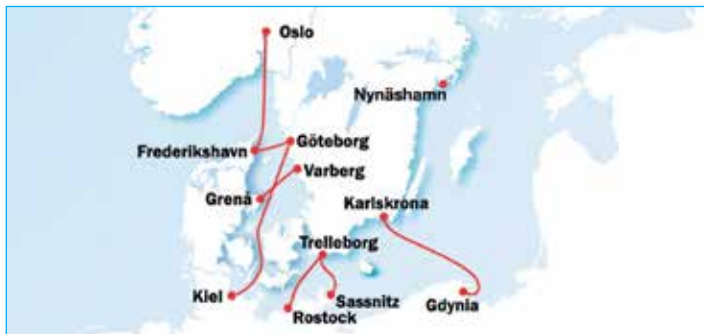 Oslo
Nynäshamn
Göteborg
Frederikshavn
Varberg
Grenå
Karlskrona
Trelleborg
Kiel
Sassnitz
Gdynia
Rostock